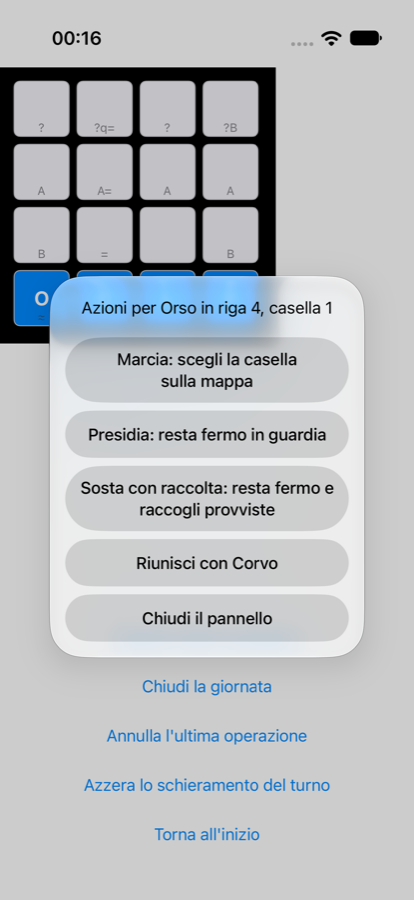 00:16
? ?q= ? ?B
A A= A A
B = B
O
Azioni per Orso in riga 4, casella 1
Marcia: scegli la casella
sulla mappa
Presidia: resta fermo in guardia
Sosta con raccolta: resta fermo e
raccogli provviste
Riunisci con Corvo
Chiudi il pannello
Chiudi la giornata
Annulla l'ultima operazione
Azzera lo schieramento del turno
Torna all'inizio